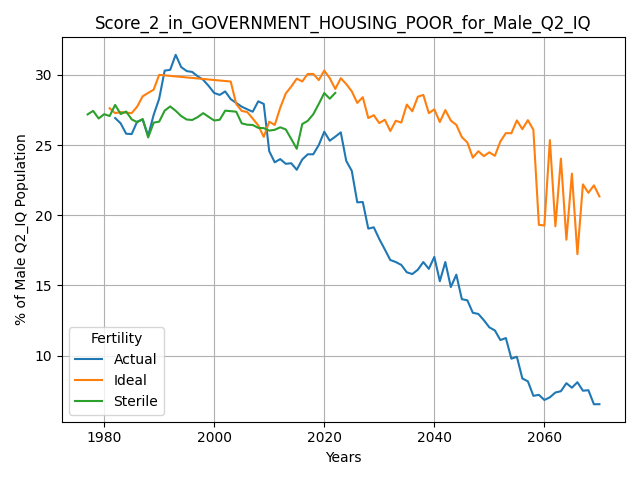 Score_2_in_GOVERNMENT_HOUSING_POOR_for_Male_Q2_IQ
% of Male Q2_IQ Population
30
25
20
15
10
Fertility
Actual
Ideal
Sterile
1980 2000 2020 2040 2060
Years